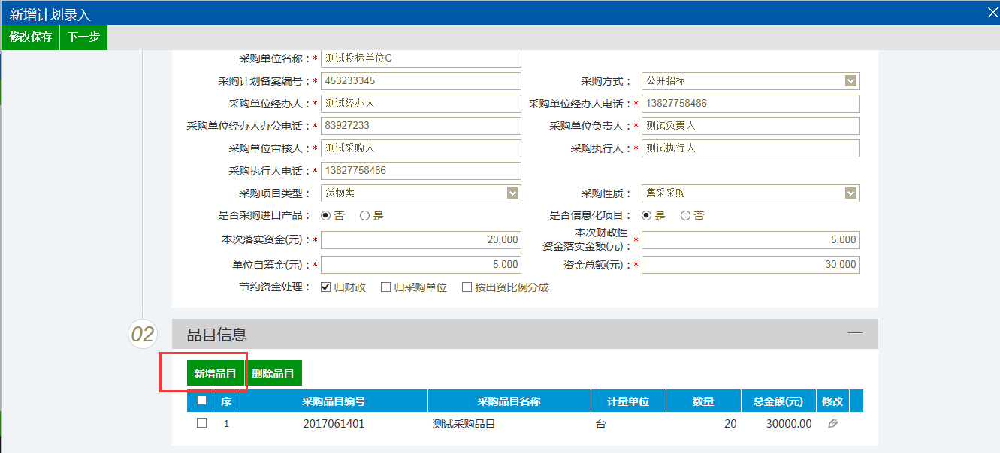 新增计划录入
修改保存 下一步
采购单位名称：* 测试投标单位C
采购计划备案编号：* 453233345 采购方式： 公开招标
采购单位经办人：* 测试经办人 采购单位经办人电话：* 13827758486
采购单位经办人办公电话：* 83927233 采购单位负责人：* 测试负责人
采购单位审核人：* 测试采购人 采购执行人：* 测试执行人
采购执行人电话：* 13827758486
采购项目类型： 货物类 采购性质： 集采采购
是否采购进口产品： 否 是 是否信息化项目： 是 否
本次落实资金(元)：* 20,000 本次财政性
资金落实金额(元)：* 5,000
单位自筹金(元)：* 5,000 资金总额(元)：* 30,000
节约资金处理： 归财政 归采购单位 按出资比例分成
02 品目信息
新增品目 删除品目
序 采购品目编号 采购品目名称 计量单位 数量 总金额(元) 修改
1 2017061401 测试采购品目 台 20 30000.00